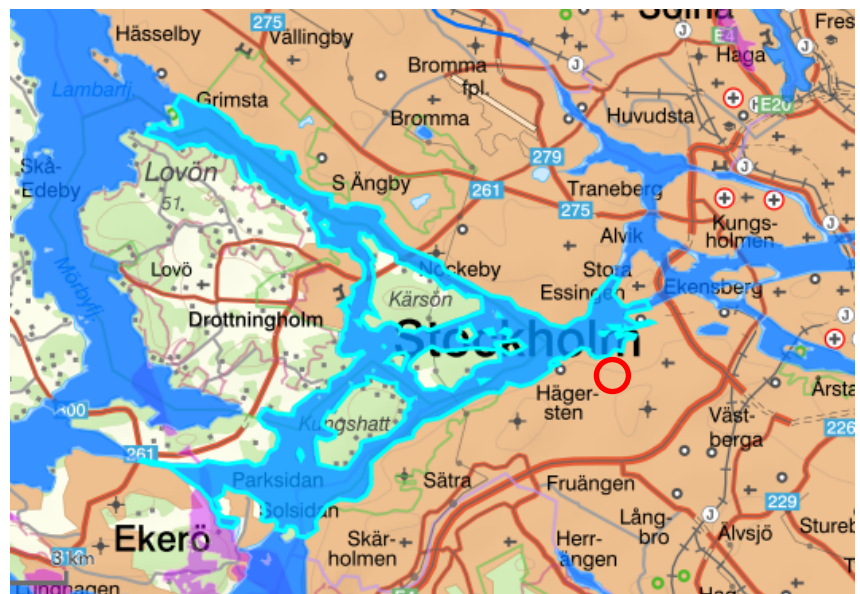 Solna
275
Fres
Hässelby
Vällingby
E4
Haga
Bromma
fpl.
Lambarfj.
Grimsta
E20
Bromma
Huvudsta
279
Skå-
Edeby
Lovön
51.
S Ängby
261
Traneberg
275
Kungs-
holmen
Alvik
Mörbyfj.
Lovö
Nockeby
Stora
Essingen
Ekensberg
Kärsön
Drottningholm
Stockholm
Årsta
Häger-
sten
Väst-
berga
800
Kungshatt
226
261
Parksidan
Sätra
Fruängen
229
Solsidan
Ekerö
Skär-
holmen
Herr-
ängen
Lång-
bro
Älvsjö
Stureb
3 km